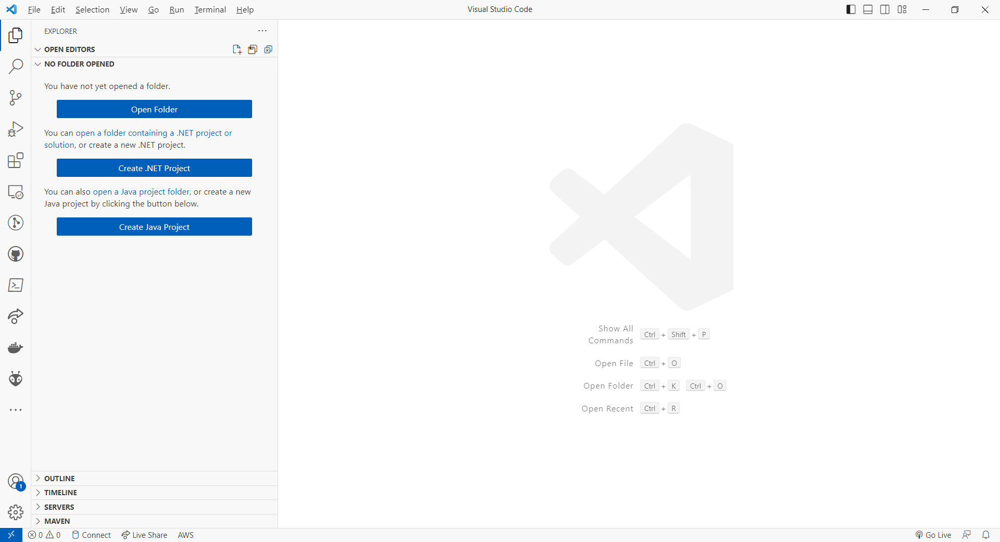 File Edit Selection View Go Run Terminal Help
Visual Studio Code
EXPLORER
OPEN EDITORS
NO FOLDER OPENED
You have not yet opened a folder.
Open Folder
You can open a folder containing a .NET project or
solution, or create a new .NET project.
Create .NET Project
You can also open a Java project folder, or create a new
Java project by clicking the button below.
Create Java Project
Show All
Commands
Ctrl + Shift + P
Open File Ctrl + O
Open Folder Ctrl + K Ctrl + O
Open Recent Ctrl + R
OUTLINE
TIMELINE
SERVERS
MAVEN
1
0 0 Connect Live Share AWS
Go Live